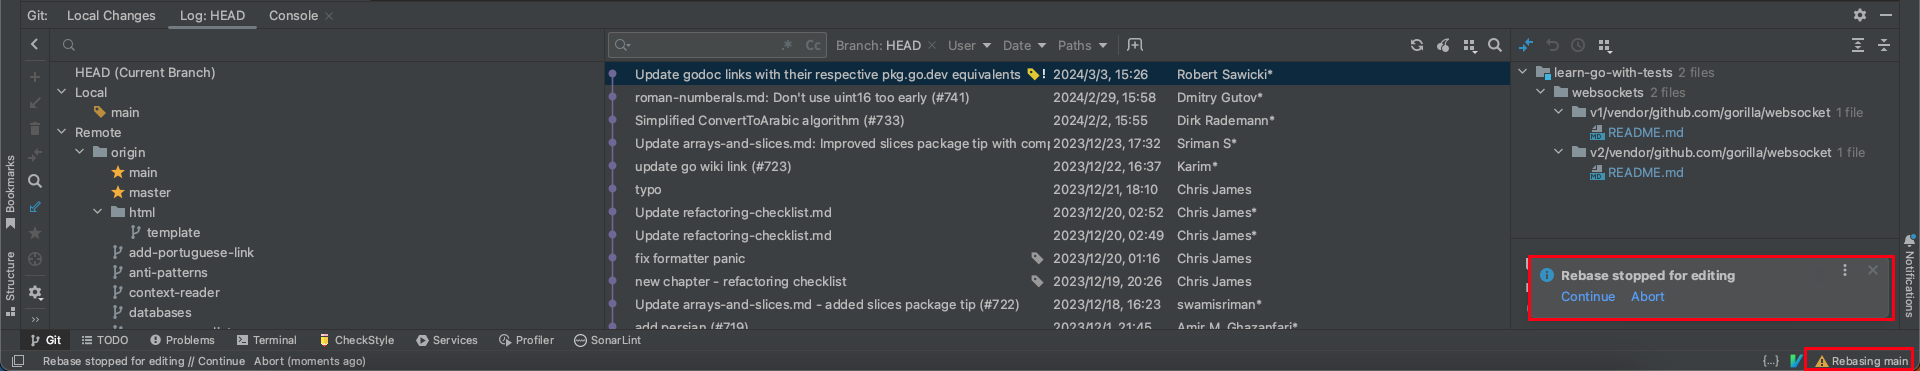 Git: Local Changes Log: HEAD Console
.* Cc Branch: HEAD User Date Paths
HEAD (Current Branch)
Local
main
Remote
origin
main
master
html
template
add-portuguese-link
anti-patterns
context-reader
databases
Update godoc links with their respective pkg.go.dev equivalents ! 2024/3/3, 15:26 Robert Sawicki*
roman-numberals.md: Don't use uint16 too early (#741) 2024/2/29, 15:58 Dmitry Gutov*
Simplified ConvertToArabic algorithm (#733) 2024/2/2, 15:55 Dirk Rademann*
Update arrays-and-slices.md: Improved slices package tip with comp 2023/12/23, 17:32 Sriman S*
update go wiki link (#723) 2023/12/22, 16:37 Karim*
typo 2023/12/21, 18:10 Chris James
Update refactoring-checklist.md 2023/12/20, 02:52 Chris James*
Update refactoring-checklist.md 2023/12/20, 02:49 Chris James*
fix formatter panic 2023/12/20, 01:16 Chris James
new chapter - refactoring checklist 2023/12/19, 20:26 Chris James
Update arrays-and-slices.md - added slices package tip (#722) 2023/12/18, 16:23 swamisriman*
add persian (#719) 2023/12/1, 21:45 Amir M. Ghazanfari*
learn-go-with-tests 2 files
websockets 2 files
v1/vendor/github.com/gorilla/websocket 1 file
README.md
v2/vendor/github.com/gorilla/websocket 1 file
README.md
Rebase stopped for editing
Continue Abort
Bookmarks
Structure
Notifications
Git TODO Problems Terminal CheckStyle Services Profiler SonarLint
Rebase stopped for editing // Continue Abort (moments ago) {...} Rebasing main